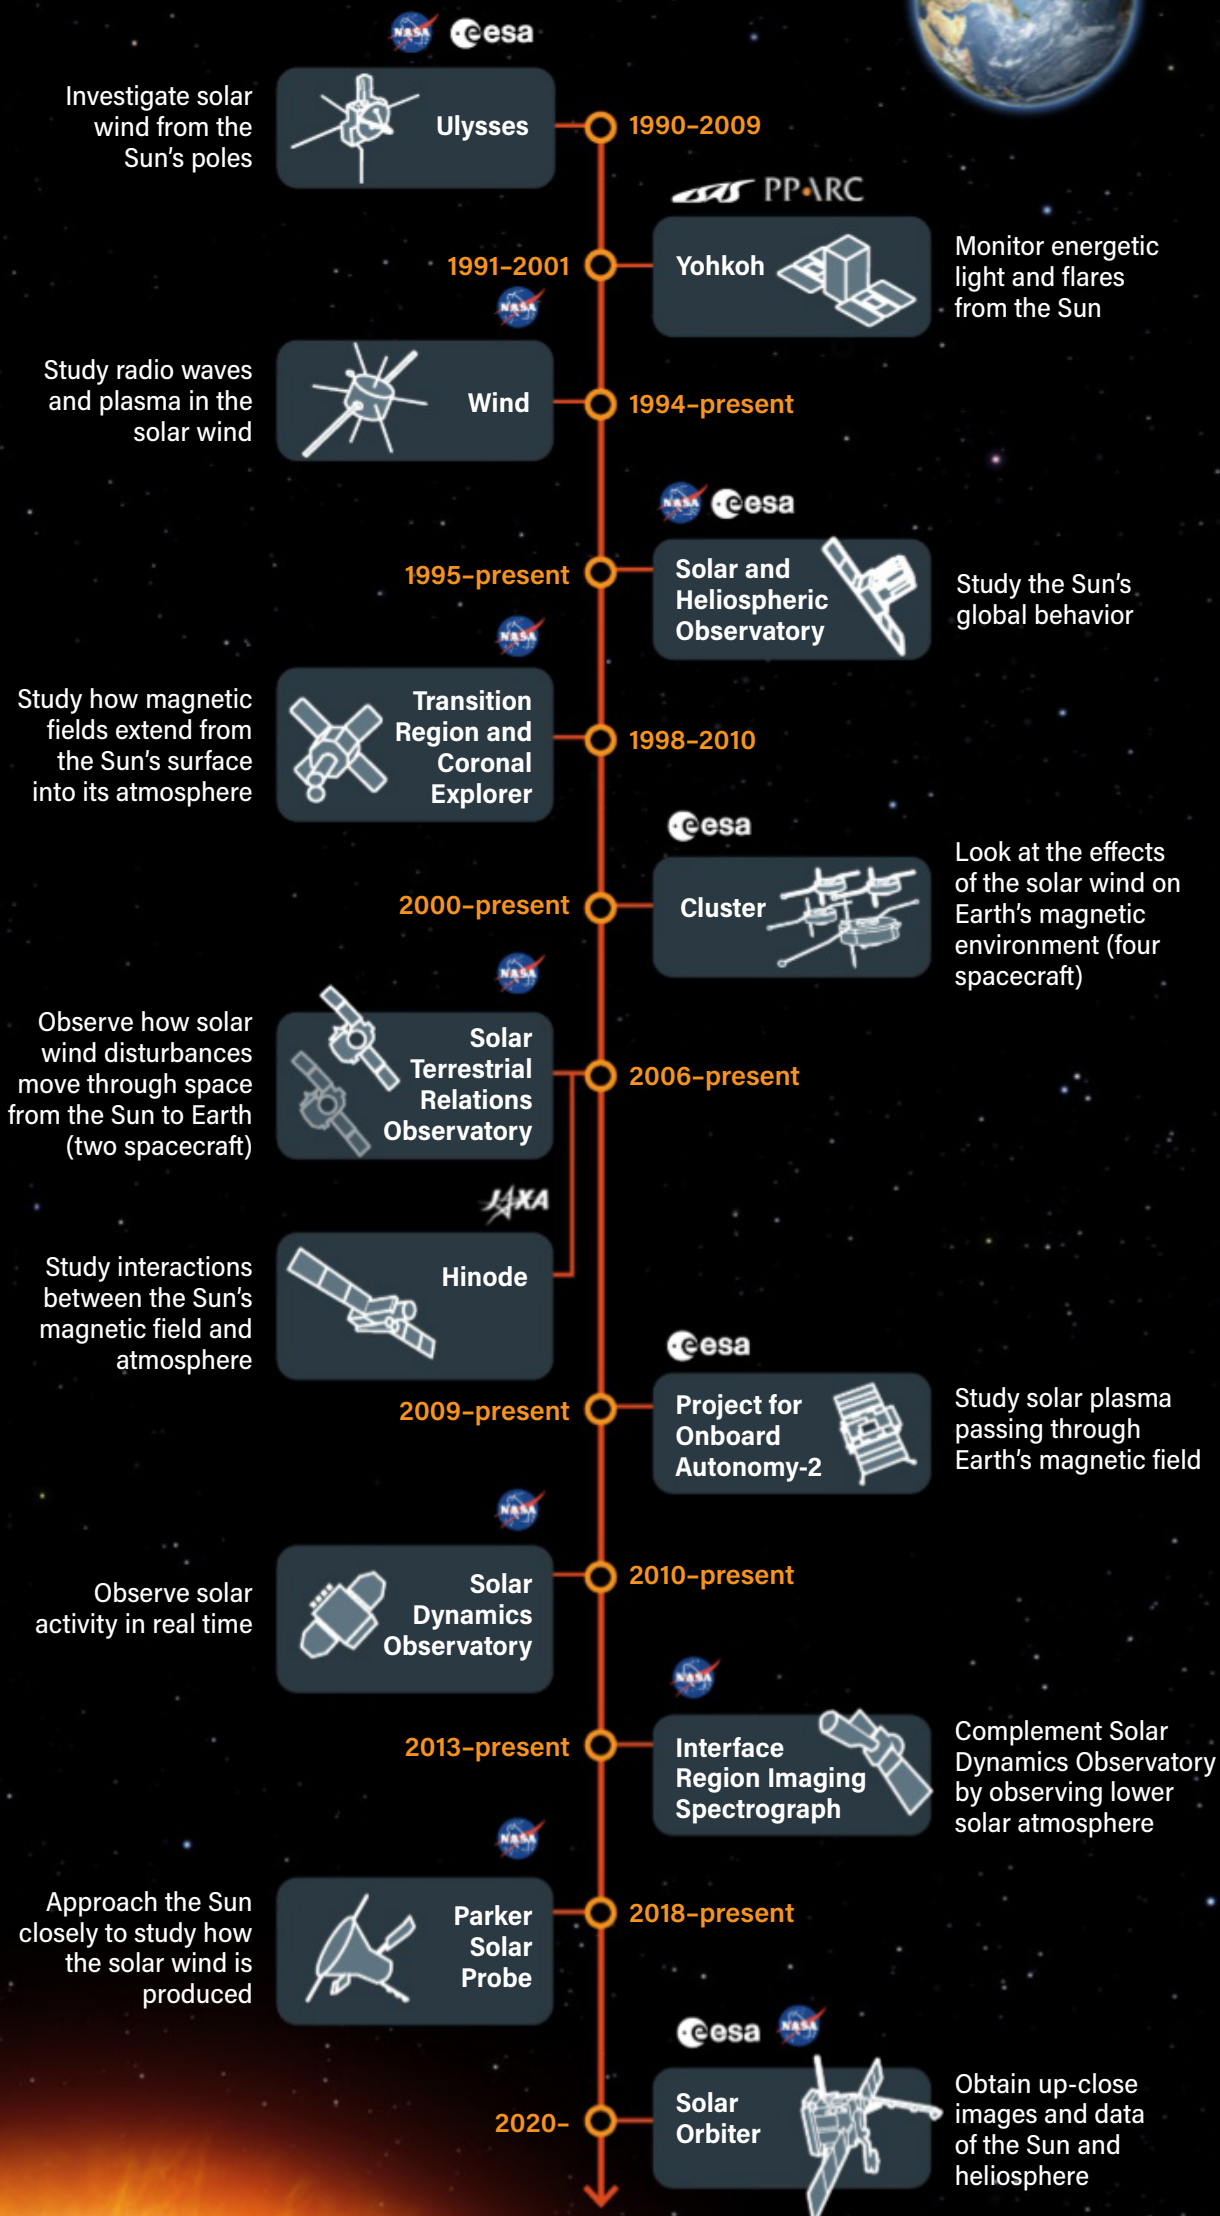 NASA esa
Investigate solar
wind from the
Sun's poles
Ulysses
1990–2009
ISAS PPARC
1991–2001
Yohkoh
Monitor energetic
light and flares
from the Sun
NASA
Study radio waves
and plasma in the
solar wind
Wind
1994–present
NASA esa
1995–present
Solar and
Heliospheric
Observatory
Study the Sun's
global behavior
NASA
Study how magnetic
fields extend from
the Sun's surface
into its atmosphere
Transition
Region and
Coronal
Explorer
1998–2010
esa
2000–present
Cluster
Look at the effects
of the solar wind on
Earth's magnetic
environment (four
spacecraft)
NASA
Observe how solar
wind disturbances
move through space
from the Sun to Earth
(two spacecraft)
Solar
Terrestrial
Relations
Observatory
2006–present
JAXA
Study interactions
between the Sun's
magnetic field and
atmosphere
Hinode
esa
2009–present
Project for
Onboard
Autonomy-2
Study solar plasma
passing through
Earth's magnetic field
NASA
Observe solar
activity in real time
Solar
Dynamics
Observatory
2010–present
NASA
2013–present
Interface
Region Imaging
Spectrograph
Complement Solar
Dynamics Observatory
by observing lower
solar atmosphere
NASA
Approach the Sun
closely to study how
the solar wind is
produced
Parker
Solar
Probe
2018–present
esa NASA
2020–
Solar
Orbiter
Obtain up-close
images and data
of the Sun and
heliosphere